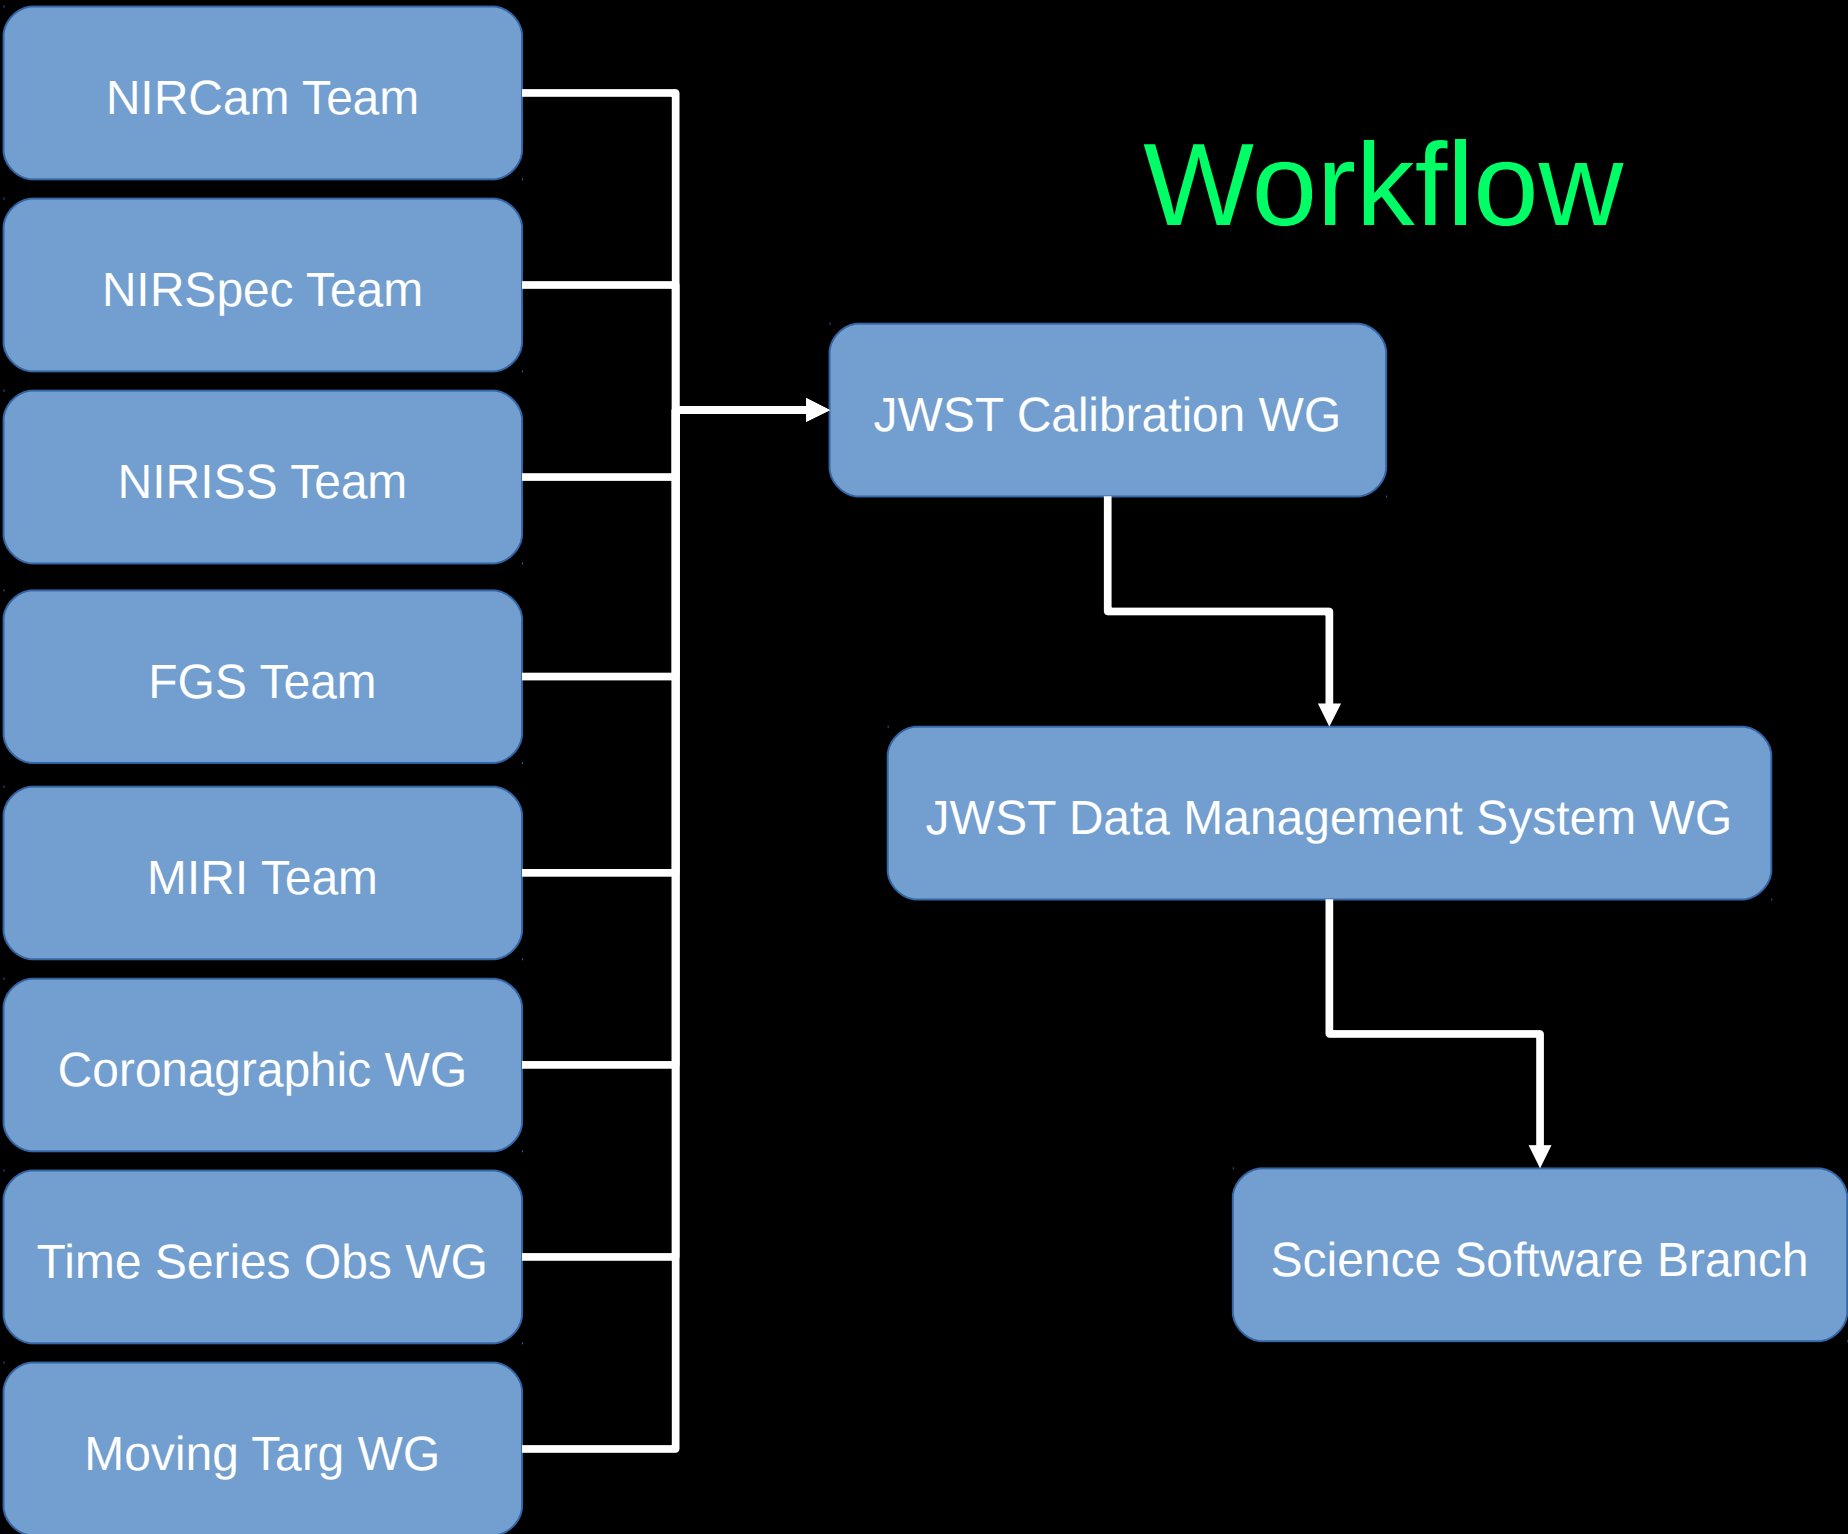 NIRCam Team
NIRSpec Team
NIRISS Team
FGS Team
MIRI Team
Coronagraphic WG
Time Series Obs WG
Moving Targ WG
Workflow
JWST Calibration WG
JWST Data Management System WG
Science Software Branch